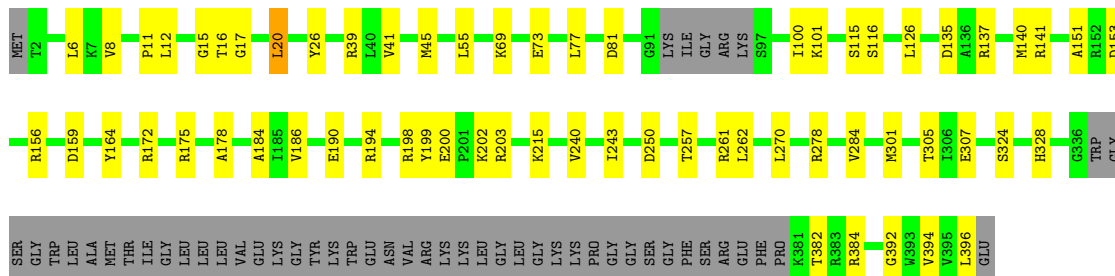 MET T2 L6 K7 V8 P11 L12 G15 T16 G17 L20 Y26 R39 L40 V41 M45 L55 K69 E73 L77 D81 G91 LYS ILE GLY ARG LYS S97 I100 K101 S115 S116 L126 D135 A136 R137 M140 R141 A151 R152 D153
R156 D159 Y164 R172 R175 A178 A184 I185 V186 E190 R194 R198 Y199 E200 P201 K202 R203 K215 V240 I243 D250 T257 R261 L262 L270 R278 V284 M301 T305 I306 E307 S324 H328 G336 TRP GLY
SER GLY TRP LEU ALA MET THR ILE GLY LEU LEU LEU VAL GLU LYS GLY TYR LYS TRP GLU ASN VAL ARG LYS LYS LEU GLY LEU GLY LYS LYS PRO GLY GLY SER GLY PHE SER ARG GLU PHE PRO K381 T382 R383 R384 G392 W393 V394 V395 L396 GLU